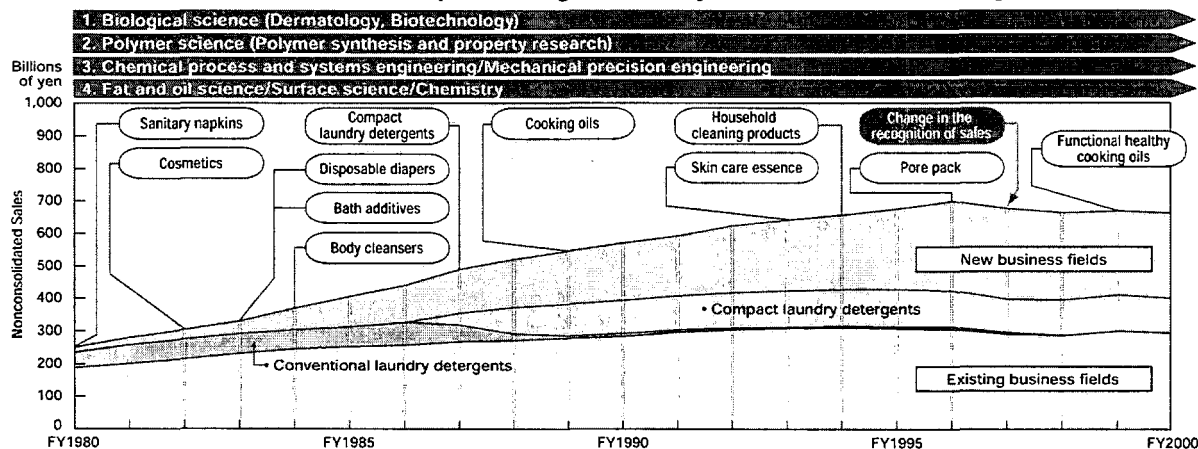 1. Biological science (Dermatology, Biotechnology)
2. Polymer science (Polymer synthesis and property research)
3. Chemical process and systems engineering/Mechanical precision engineering
4. Fat and oil science/Surface science/Chemistry
Billions
of yen
1,000
900
800
700
600
500
400
300
200
100
0
Nonconsolidated Sales
Sanitary napkins
Cosmetics
Compact
laundry detergents
Disposable diapers
Bath additives
Body cleansers
Cooking oils
Household
cleaning products
Skin care essence
Change in the
recognition of sales
Pore pack
Functional healthy
cooking oils
New business fields
• Compact laundry detergents
• Conventional laundry detergents
Existing business fields
FY1980
FY1985
FY1990
FY1995
FY2000